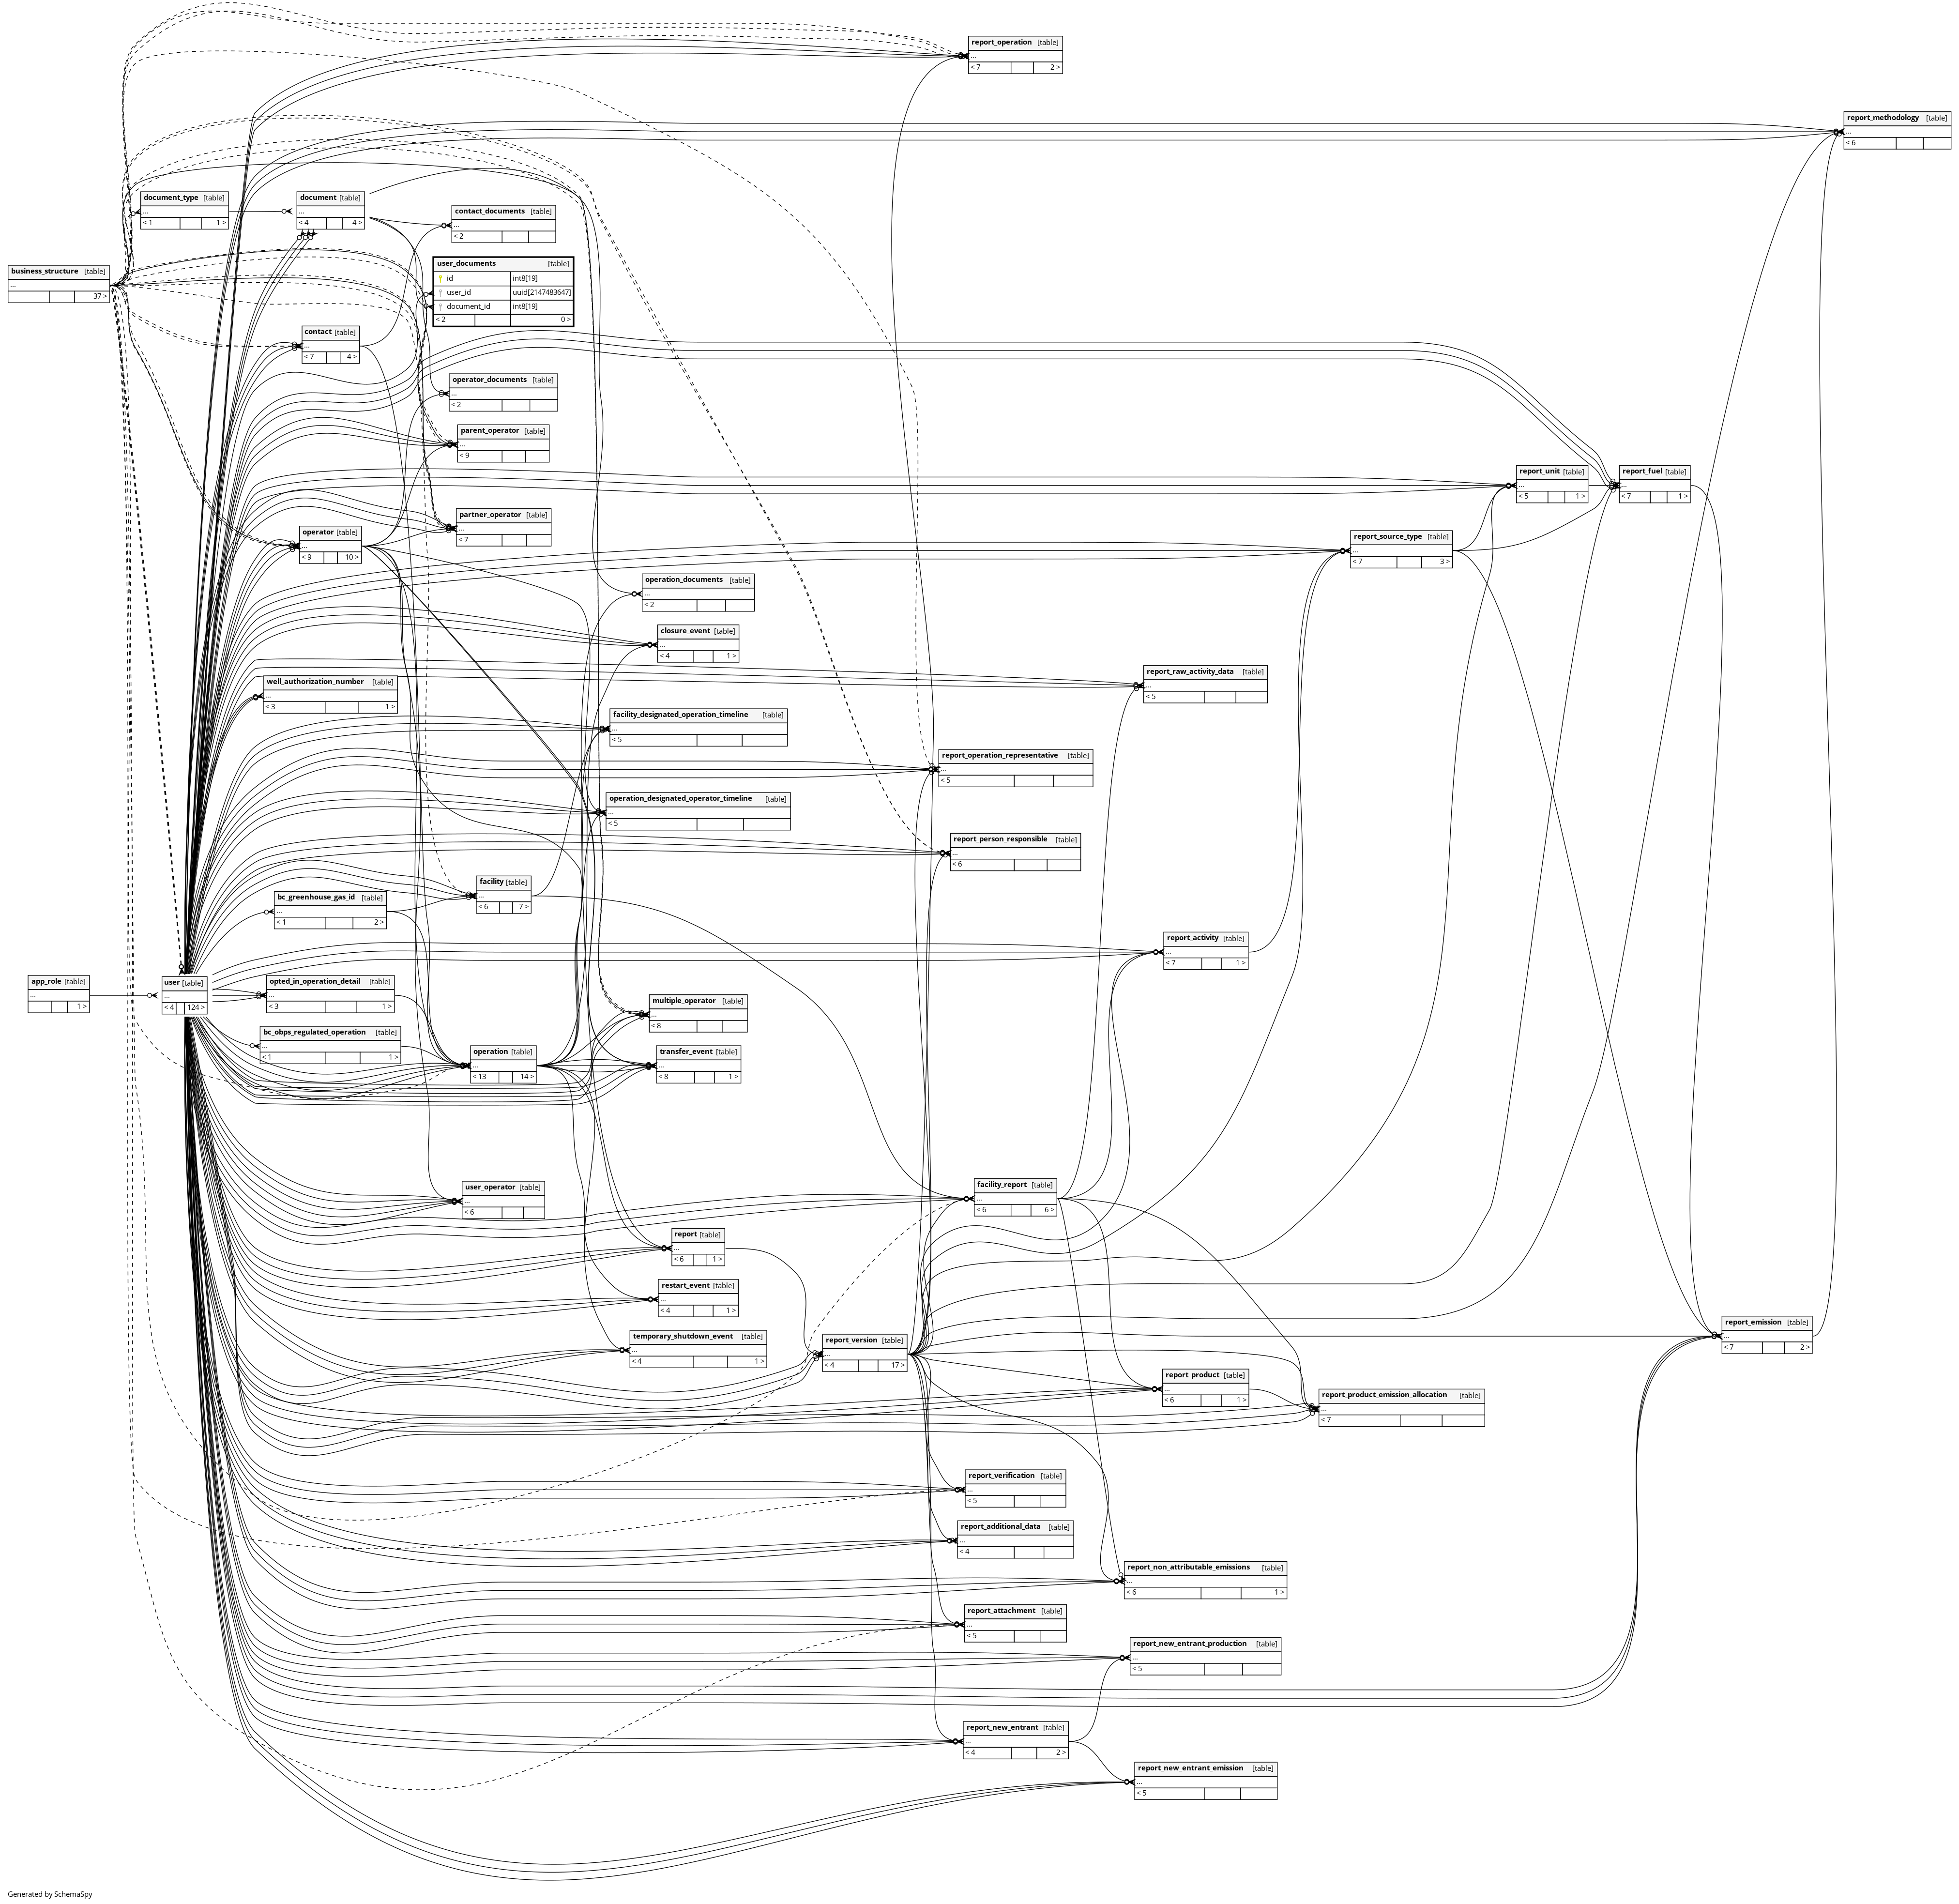 report_operation [table]
...
< 7 2 >
report_methodology [table]
...
< 6
document_type [table]
...
< 1 1 >
document [table]
...
< 4 4 >
contact_documents [table]
...
< 2
user_documents [table]
id int8[19]
user_id uuid[2147483647]
document_id int8[19]
< 2 0 >
business_structure [table]
...
37 >
contact [table]
...
< 7 4 >
operator_documents [table]
...
< 2
parent_operator [table]
...
< 9
report_unit [table]
...
< 5 1 >
report_fuel [table]
...
< 7 1 >
partner_operator [table]
...
< 7
operator [table]
...
< 9 10 >
report_source_type [table]
...
< 7 3 >
operation_documents [table]
...
< 2
closure_event [table]
...
< 4 1 >
report_raw_activity_data [table]
...
< 5
well_authorization_number [table]
...
< 3 1 >
facility_designated_operation_timeline [table]
...
< 5
report_operation_representative [table]
...
< 5
operation_designated_operator_timeline [table]
...
< 5
report_person_responsible [table]
...
< 6
facility [table]
...
< 6 7 >
bc_greenhouse_gas_id [table]
...
< 1 2 >
report_activity [table]
...
< 7 1 >
app_role [table]
...
1 >
user [table]
...
< 4 124 >
opted_in_operation_detail [table]
...
< 3 1 >
multiple_operator [table]
...
< 8
bc_obps_regulated_operation [table]
...
< 1 1 >
operation [table]
...
< 13 14 >
transfer_event [table]
...
< 8 1 >
user_operator [table]
...
< 6
facility_report [table]
...
< 6 6 >
report [table]
...
< 6 1 >
restart_event [table]
...
< 4 1 >
temporary_shutdown_event [table]
...
< 4 1 >
report_version [table]
...
< 4 17 >
report_emission [table]
...
< 7 2 >
report_product [table]
...
< 6 1 >
report_product_emission_allocation [table]
...
< 7
report_verification [table]
...
< 5
report_additional_data [table]
...
< 4
report_non_attributable_emissions [table]
...
< 6 1 >
report_attachment [table]
...
< 5
report_new_entrant_production [table]
...
< 5
report_new_entrant [table]
...
< 4 2 >
report_new_entrant_emission [table]
...
< 5
Generated by SchemaSpy